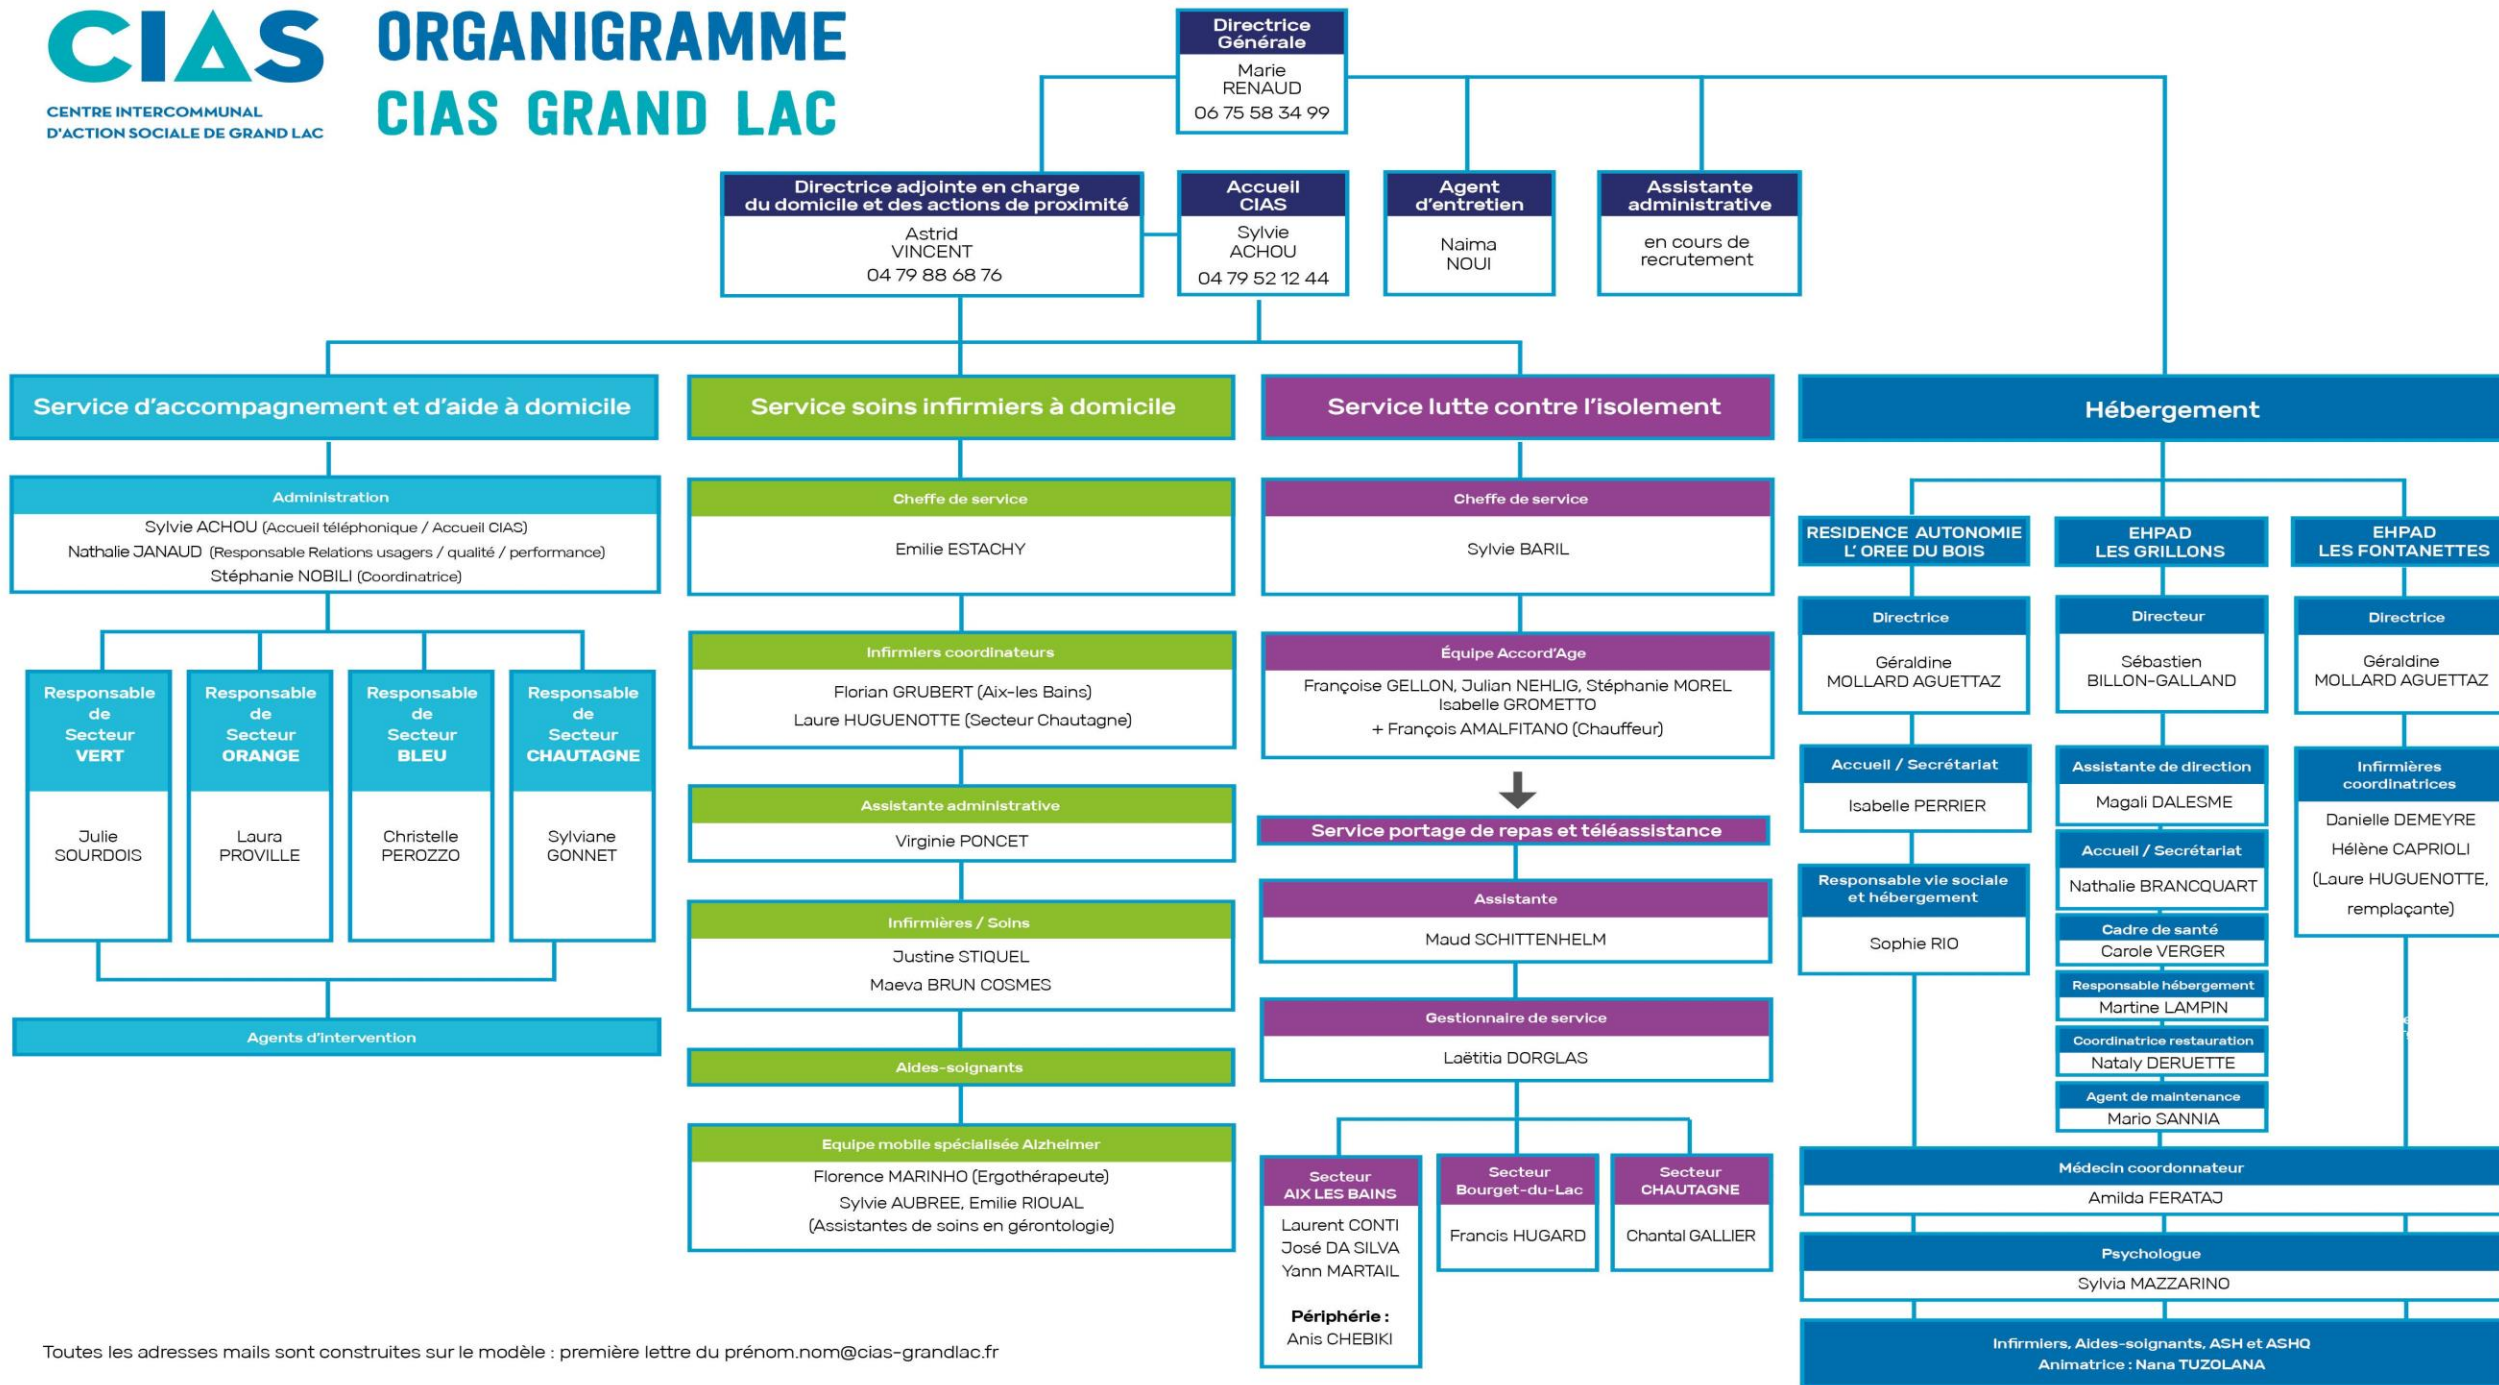 CIAS
CENTRE INTERCOMMUNAL
D'ACTION SOCIALE DE GRAND LAC
ORGANIGRAMME
CIAS GRAND LAC
Directrice
Générale
Marie
RENAUD
06 75 58 34 99
Directrice adjointe en charge
du domicile et des actions de proximité
Astrid
VINCENT
04 79 88 68 76
Accueil
CIAS
Sylvie
ACHOU
04 79 52 12 44
Agent
d'entretien
Naima
NOUI
Assistante
administrative
en cours de
recrutement
Service d'accompagnement et d'aide à domicile
Administration
Sylvie ACHOU (Accueil téléphonique / Accueil CIAS)
Nathalie JANAUD (Responsable Relations usagers / qualité / performance)
Stéphanie NOBILI (Coordinatrice)
Responsable
de
Secteur
VERT
Julie
SOURDOIS
Responsable
de
Secteur
ORANGE
Laura
PROVILLE
Responsable
de
Secteur
BLEU
Christelle
PEROZZO
Responsable
de
Secteur
CHAUTAGNE
Sylviane
GONNET
Agents d'intervention
Service soins infirmiers à domicile
Cheffe de service
Emilie ESTACHY
Infirmiers coordinateurs
Florian GRUBERT (Aix-les Bains)
Laure HUGUENOTTE (Secteur Chautagne)
Assistante administrative
Virginie PONCET
Infirmières / Soins
Justine STIQUEL
Maeva BRUN COSMES
Aides-soignants
Equipe mobile spécialisée Alzheimer
Florence MARINHO (Ergothérapeute)
Sylvie AUBREE, Emilie RIOUAL
(Assistantes de soins en gérontologie)
Service lutte contre l'isolement
Cheffe de service
Sylvie BARIL
Équipe Accord'Age
Françoise GELLON, Julian NEHLIG, Stéphanie MOREL
Isabelle GROMETTO
+ François AMALFITANO (Chauffeur)
Service portage de repas et téléassistance
Assistante
Maud SCHITTENHELM
Gestionnaire de service
Laëtitia DORGLAS
Secteur
AIX LES BAINS
Laurent CONTI
José DA SILVA
Yann MARTAIL
Périphérie :
Anis CHEBIKI
Secteur
Bourget-du-Lac
Francis HUGARD
Secteur
CHAUTAGNE
Chantal GALLIER
Hébergement
RESIDENCE AUTONOMIE
L' OREE DU BOIS
Directrice
Géraldine
MOLLARD AGUETTAZ
Accueil / Secrétariat
Isabelle PERRIER
Responsable vie sociale
et hébergement
Sophie RIO
EHPAD
LES GRILLONS
Directeur
Sébastien
BILLON-GALLAND
Assistante de direction
Magali DALESME
Accueil / Secrétariat
Nathalie BRANCQUART
Cadre de santé
Carole VERGER
Responsable hébergement
Martine LAMPIN
Coordinatrice restauration
Nataly DERUETTE
Agent de maintenance
Mario SANNIA
EHPAD
LES FONTANETTES
Directrice
Géraldine
MOLLARD AGUETTAZ
Infirmières
coordinatrices
Danielle DEMEYRE
Hélène CAPRIOLI
(Laure HUGUENOTTE,
remplaçante)
Médecin coordonnateur
Amilda FERATAJ
Psychologue
Sylvia MAZZARINO
Infirmiers, Aides-soignants, ASH et ASHQ
Animatrice : Nana TUZOLANA
Toutes les adresses mails sont construites sur le modèle : première lettre du prénom.nom@cias-grandlac.fr